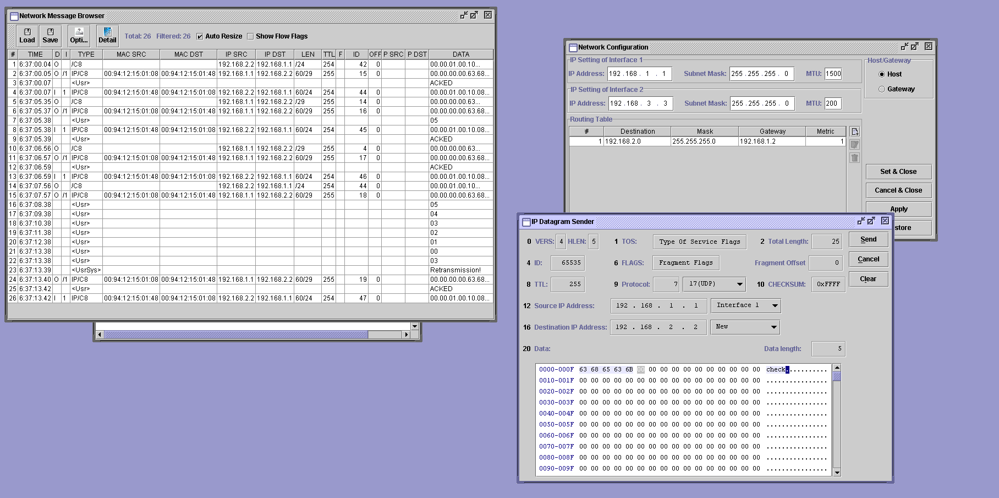 Network Message Browser
Load Save Opti... Detail Total: 26 Filtered: 26 Auto Resize Show Flow Flags
# TIME D I TYPE MAC SRC MAC DST IP SRC IP DST LEN TTL F ID OFF P SRC P DST DATA
1 6:37:00.04 O /C8 192.168.2.2 192.168.1.1 /24 254 42 0 00.00.01.00.10...
2 6:37:00.05 O /1 IP/C8 00:94:12:15:01:08 00:94:12:15:01:48 192.168.1.1 192.168.2.2 60/29 255 15 0 00.00.00.00.63.68...
3 6:37:00.07 <Usr> ACKED
4 6:37:00.07 I 1 IP/C8 00:94:12:15:01:48 00:94:12:15:01:08 192.168.2.2 192.168.1.1 60/24 254 44 0 00.00.01.00.10.08...
5 6:37:05.35 O /C8 192.168.1.1 192.168.2.2 /29 255 14 0 00.00.00.00.63...
6 6:37:05.37 O /1 IP/C8 00:94:12:15:01:08 00:94:12:15:01:48 192.168.1.1 192.168.2.2 60/29 255 16 0 00.00.00.00.63.68...
7 6:37:05.38 <Usr> 05
8 6:37:05.38 I 1 IP/C8 00:94:12:15:01:48 00:94:12:15:01:08 192.168.2.2 192.168.1.1 60/24 254 45 0 00.00.01.00.10.08...
9 6:37:05.39 <Usr> ACKED
10 6:37:06.56 O /C8 192.168.1.1 192.168.2.2 /29 255 4 0 00.00.00.00.63...
11 6:37:06.57 O /1 IP/C8 00:94:12:15:01:08 00:94:12:15:01:48 192.168.1.1 192.168.2.2 60/29 255 17 0 00.00.00.00.63.68...
12 6:37:06.59 <Usr> ACKED
13 6:37:06.59 I 1 IP/C8 00:94:12:15:01:48 00:94:12:15:01:08 192.168.2.2 192.168.1.1 60/24 254 46 0 00.00.01.00.10.08...
14 6:37:07.56 O /C8 192.168.2.2 192.168.1.1 /24 254 44 0 00.00.01.00.10...
15 6:37:07.57 O /1 IP/C8 00:94:12:15:01:08 00:94:12:15:01:48 192.168.1.1 192.168.2.2 60/29 255 18 0 00.00.00.00.63.68...
16 6:37:08.38 <Usr> 05
17 6:37:09.38 <Usr> 04
18 6:37:10.38 <Usr> 03
19 6:37:11.38 <Usr> 02
20 6:37:12.38 <Usr> 01
21 6:37:13.38 <Usr> 00
22 6:37:13.38 <Usr> 03
23 6:37:13.39 <UsrSys> Retransmission!
24 6:37:13.40 O /1 IP/C8 00:94:12:15:01:08 00:94:12:15:01:48 192.168.1.1 192.168.2.2 60/29 255 19 0 00.00.00.00.63.68...
25 6:37:13.42 <Usr> ACKED
26 6:37:13.42 I 1 IP/C8 00:94:12:15:01:48 00:94:12:15:01:08 192.168.2.2 192.168.1.1 60/24 254 47 0 00.00.01.00.10.08...
Network Configuration
IP Setting of Interface 1
IP Address: 192 . 168 . 1 . 1 Subnet Mask: 255 . 255 . 255 . 0 MTU: 1500
IP Setting of Interface 2
IP Address: 192 . 168 . 3 . 3 Subnet Mask: 255 . 255 . 255 . 0 MTU: 200
Host/Gateway
Host
Gateway
Routing Table
# Destination Mask Gateway Metric
1 192.168.2.0 255.255.255.0 192.168.1.2 1
Set & Close
Cancel & Close
Apply
store
IP Datagram Sender
0 VERS: 4 HLEN: 5 1 TOS: Type Of Service Flags 2 Total Length: 25 Send
4 ID: 65535 6 FLAGS: Fragment Flags Fragment Offset 0 Cancel
8 TTL: 255 9 Protocol: 7 17(UDP) 10 CHECKSUM: 0xFFFF Clear
12 Source IP Address: 192 . 168 . 1 . 1 Interface 1
16 Destination IP Address: 192 . 168 . 2 . 2 New
20 Data: Data length: 5
0000-000F 63 68 65 63 6B 00 00 00 00 00 00 00 00 00 00 00 check...........
0010-001F 00 00 00 00 00 00 00 00 00 00 00 00 00 00 00 00 ................
0020-002F 00 00 00 00 00 00 00 00 00 00 00 00 00 00 00 00 ................
0030-003F 00 00 00 00 00 00 00 00 00 00 00 00 00 00 00 00 ................
0040-004F 00 00 00 00 00 00 00 00 00 00 00 00 00 00 00 00 ................
0050-005F 00 00 00 00 00 00 00 00 00 00 00 00 00 00 00 00 ................
0060-006F 00 00 00 00 00 00 00 00 00 00 00 00 00 00 00 00 ................
0070-007F 00 00 00 00 00 00 00 00 00 00 00 00 00 00 00 00 ................
0080-008F 00 00 00 00 00 00 00 00 00 00 00 00 00 00 00 00 ................
0090-009F 00 00 00 00 00 00 00 00 00 00 00 00 00 00 00 00 ................